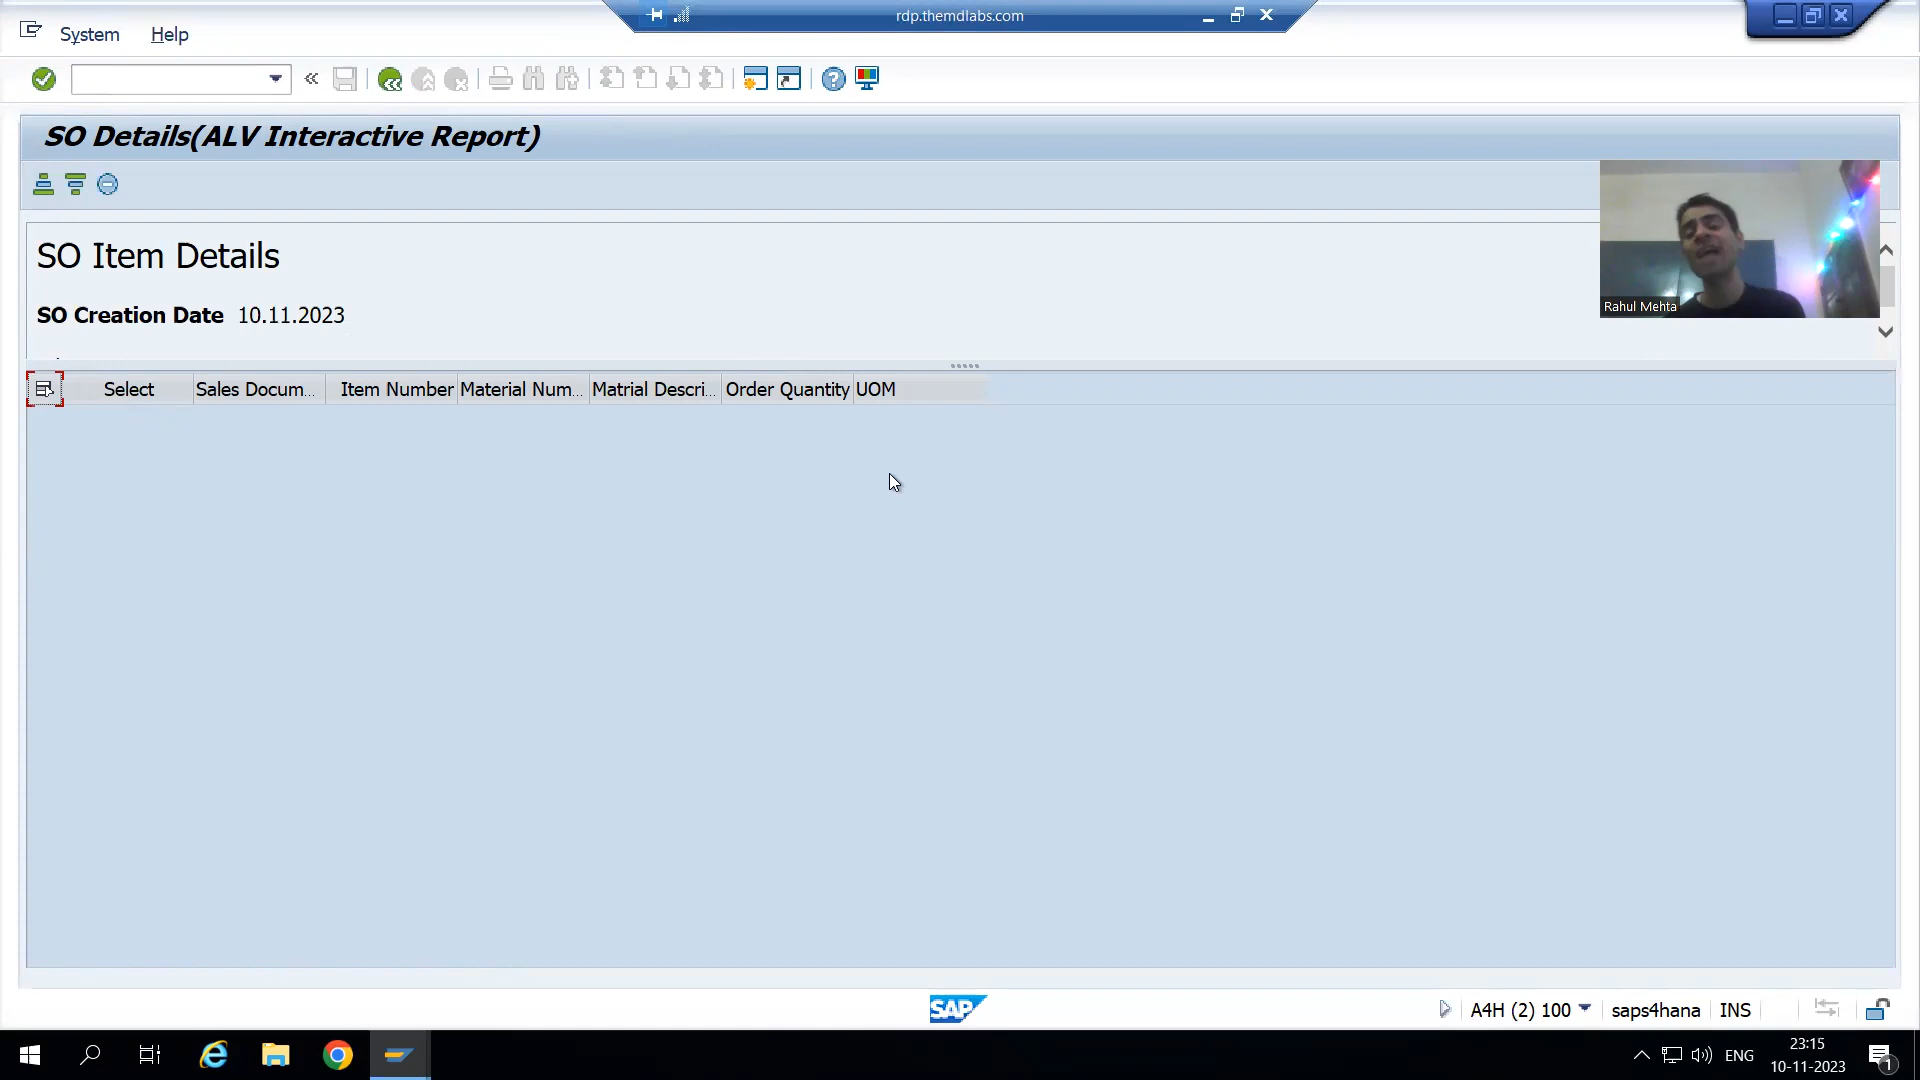 rdp.themdlabs.com
System Help
SO Details(ALV Interactive Report)
SO Item Details
SO Creation Date 10.11.2023
Rahul Mehta
Select Sales Docum... Item Number Material Num... Matrial Descri... Order Quantity UOM
SAP
A4H (2) 100 saps4hana INS
ENG
23:15
10-11-2023
1